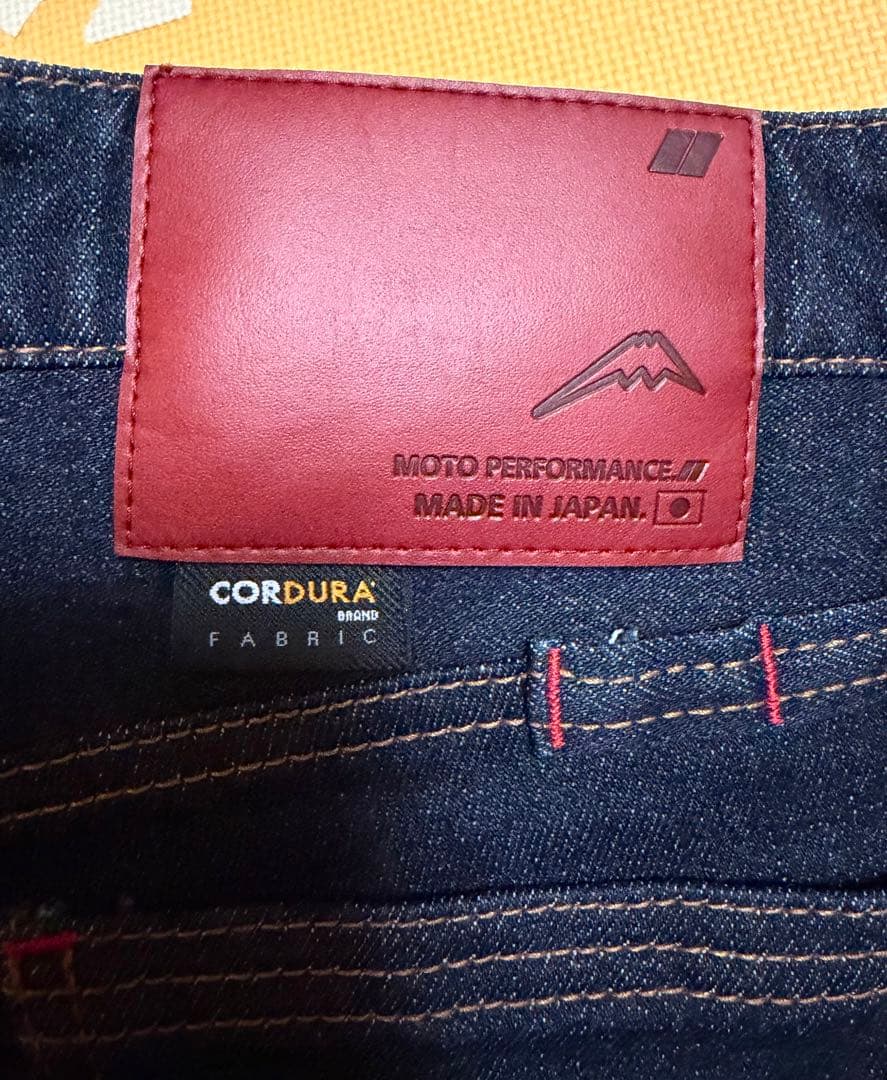 MOTO PERFORMANCE.
MADE IN JAPAN.
CORDURA
BRAND
FABRIC